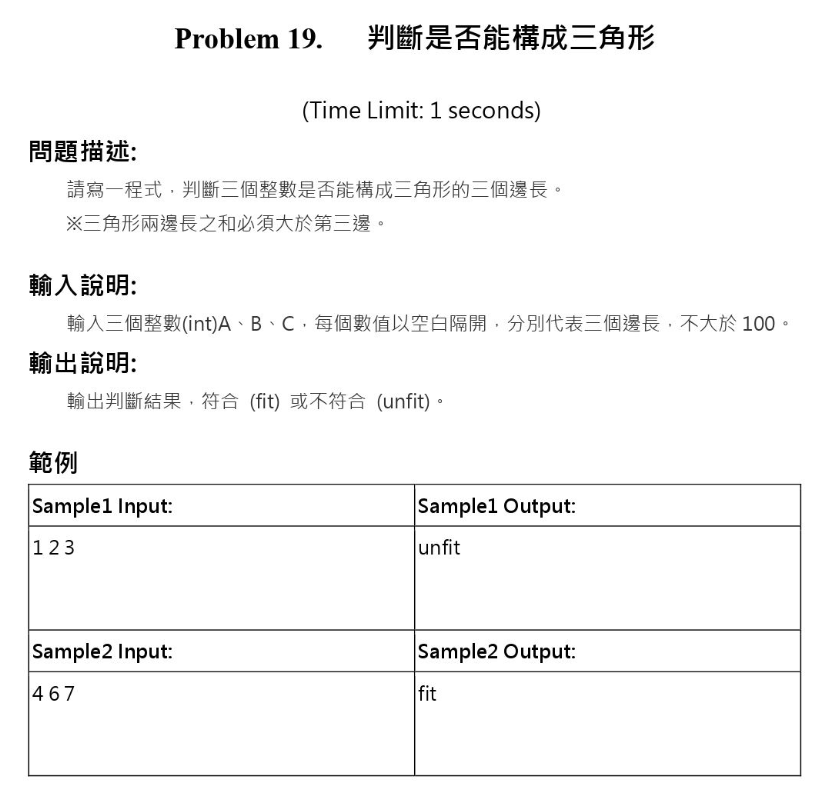 Problem 19. 判斷是否能構成三角形
(Time Limit: 1 seconds)
問題描述:
請寫一程式，判斷三個整數是否能構成三角形的三個邊長。
※三角形兩邊長之和必須大於第三邊。
輸入說明:
輸入三個整數(int)A、B、C，每個數值以空白隔開，分別代表三個邊長，不大於 100。
輸出說明:
輸出判斷結果，符合 (fit) 或不符合 (unfit)。
範例
Sample1 Input: Sample1 Output:
1 2 3 unfit
Sample2 Input: Sample2 Output:
4 6 7 fit